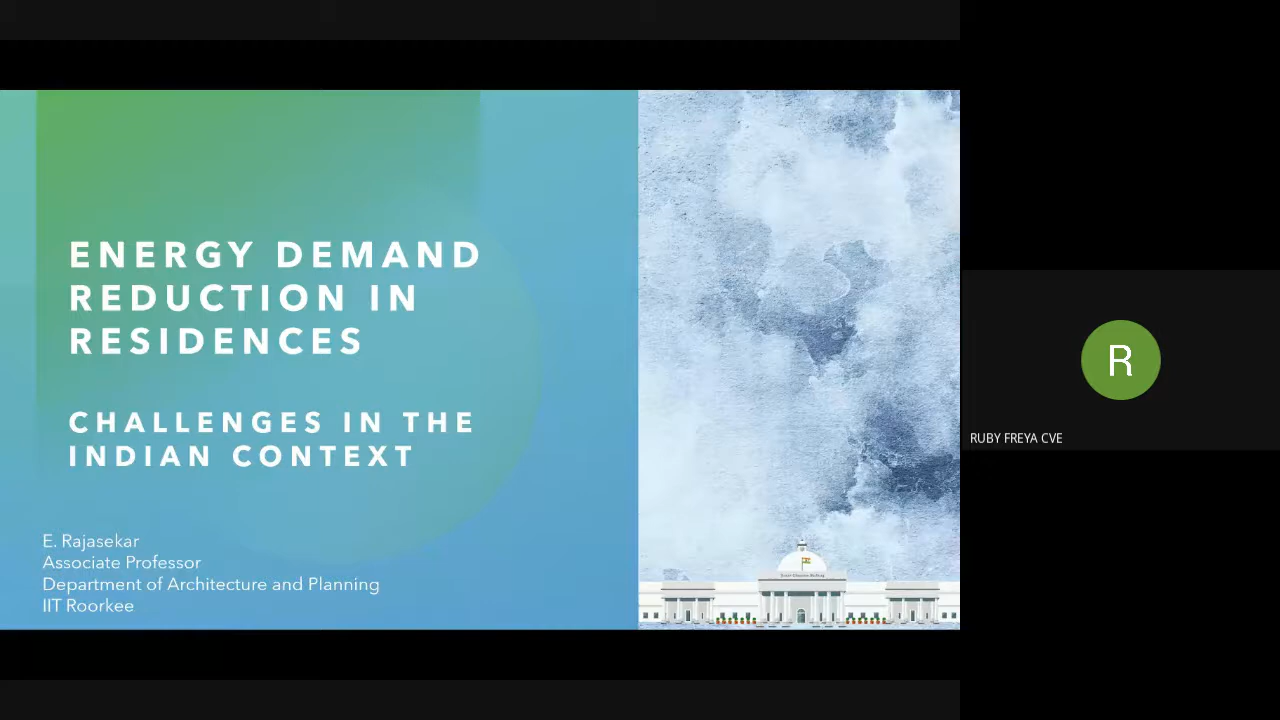 ENERGY DEMAND
REDUCTION IN
RESIDENCES
CHALLENGES IN THE
INDIAN CONTEXT
E. Rajasekar
Associate Professor
Department of Architecture and Planning
IIT Roorkee
R
RUBY FREYA CVE